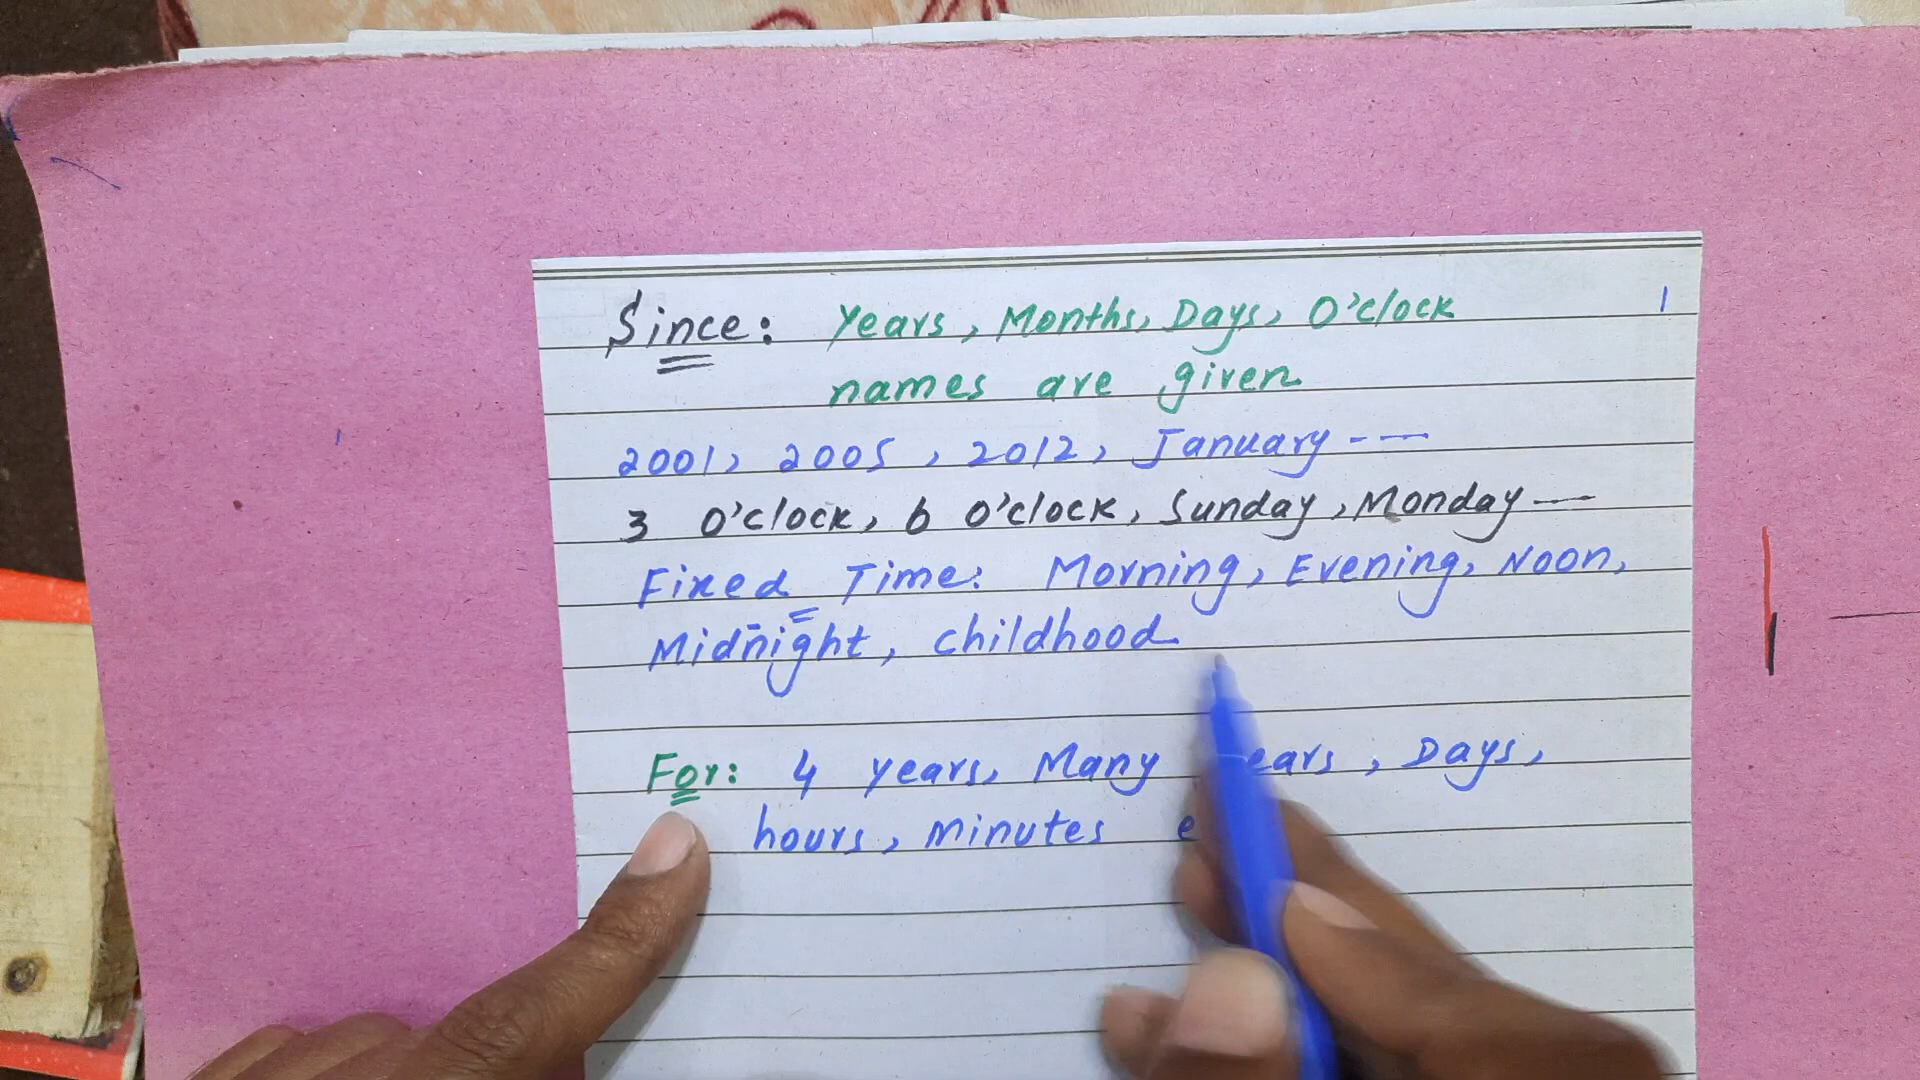 Since: Years, Months, Days, O'clock 1
names are given
2001, 2005, 2012, January ----
3 O'clock, 6 O'clock, Sunday, Monday ----
Fixed Time: Morning, Evening, Noon,
Midnight, childhood
For: 4 years, Many Days,
hours, minutes